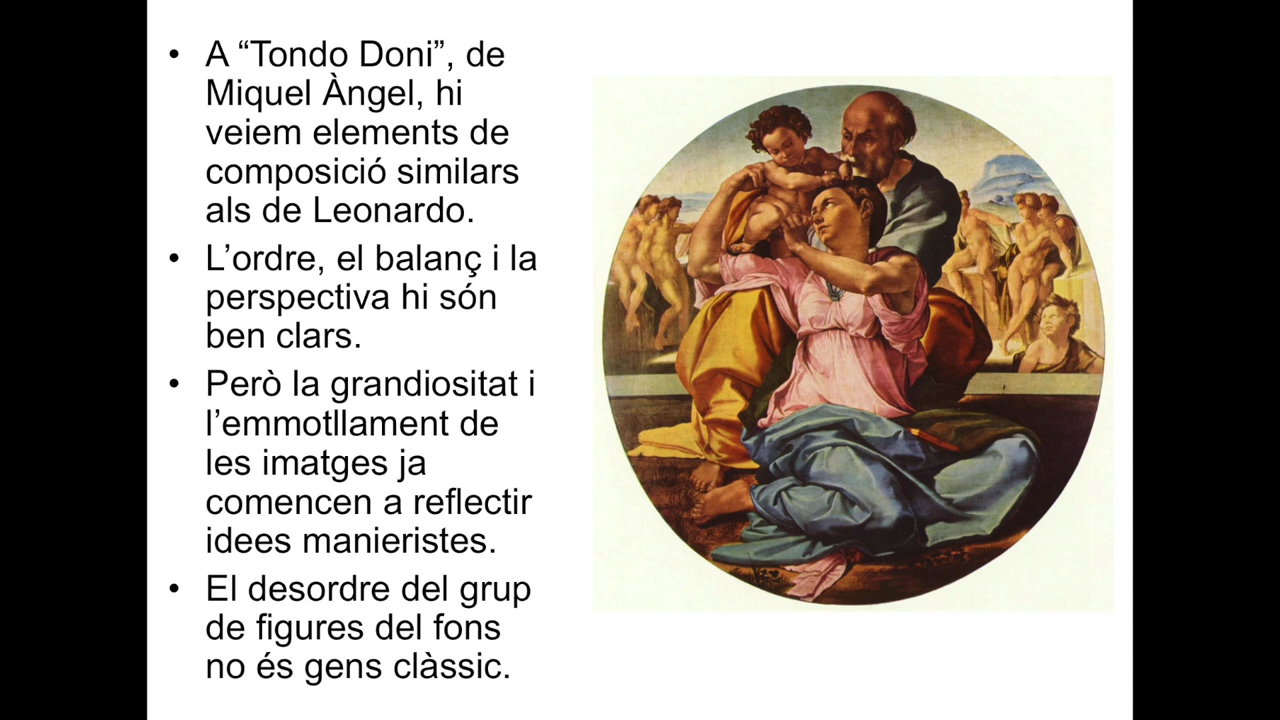 • A “Tondo Doni”, de
Miquel Àngel, hi
veiem elements de
composició similars
als de Leonardo.
• L’ordre, el balanç i la
perspectiva hi són
ben clars.
• Però la grandiositat i
l’emmotllament de
les imatges ja
comencen a reflectir
idees manieristes.
• El desordre del grup
de figures del fons
no és gens clàssic.